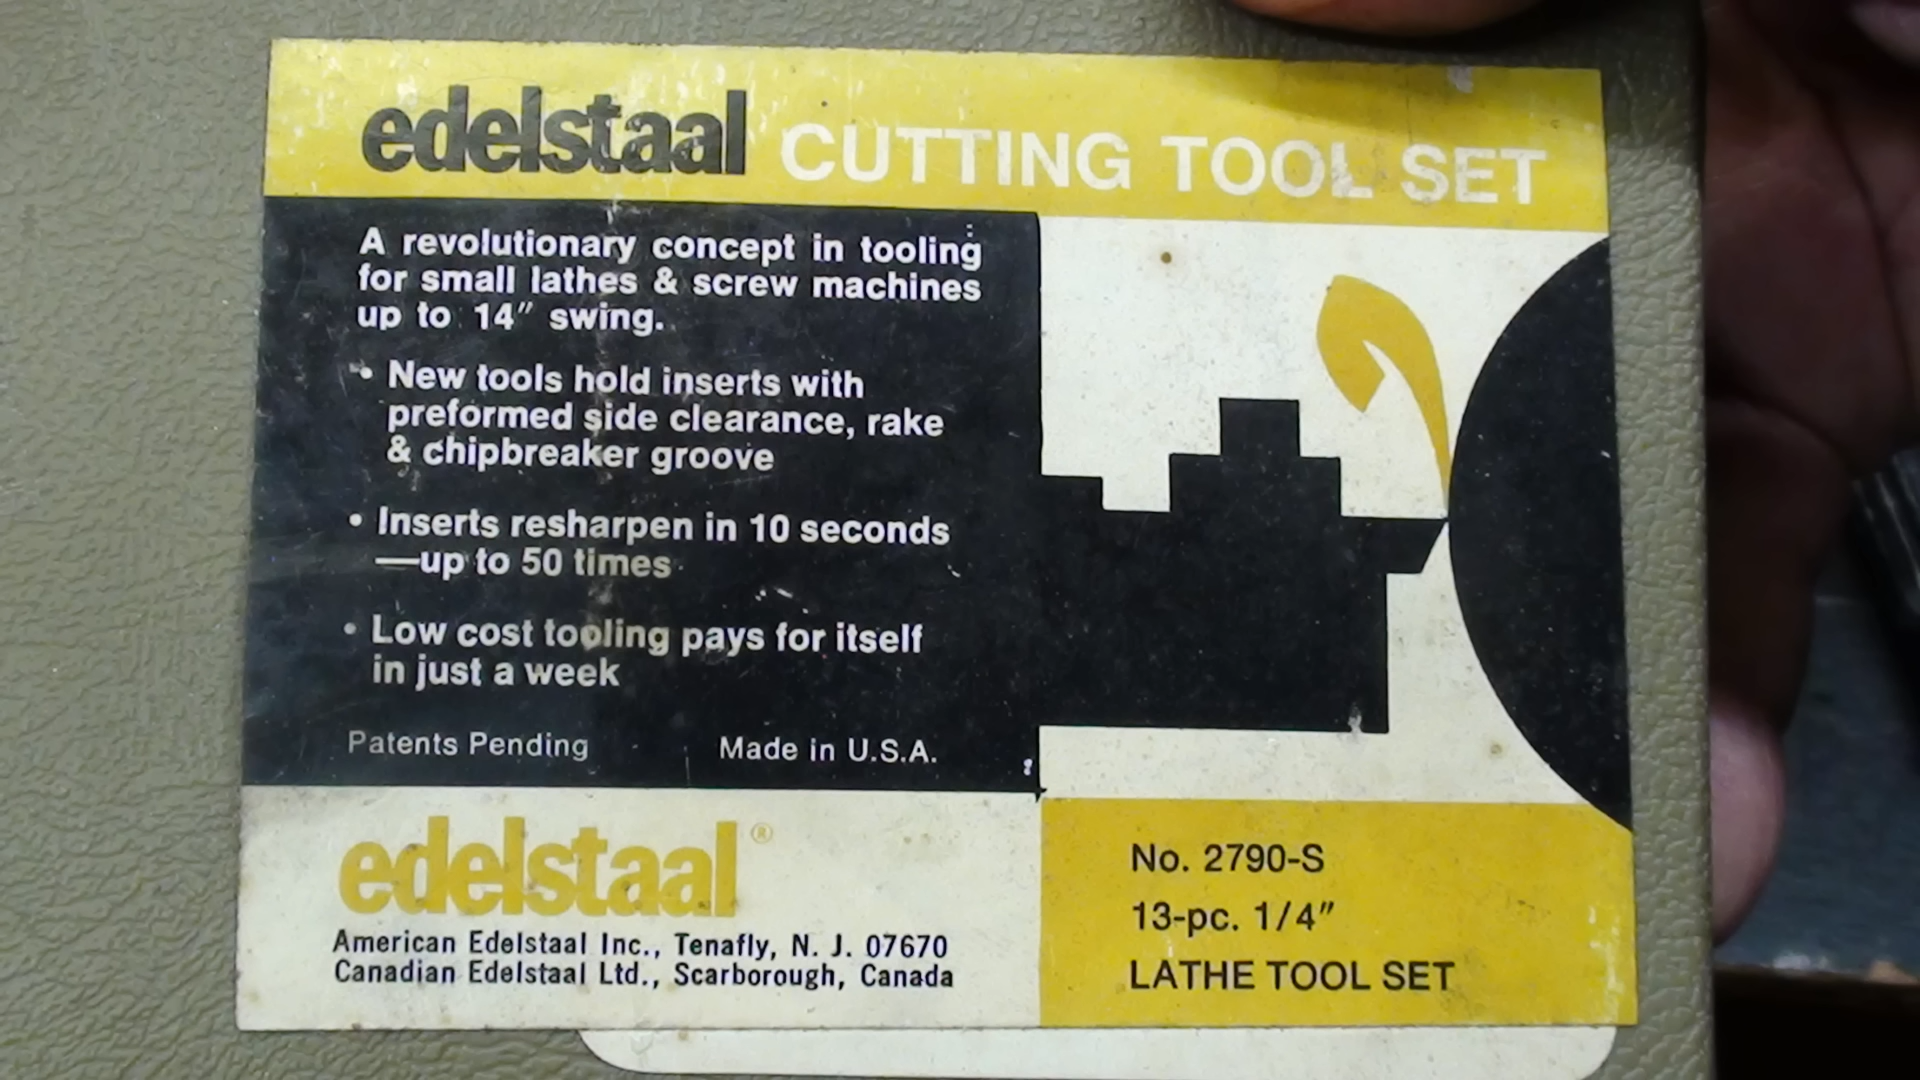 edelstaal CUTTING TOOL SET
A revolutionary concept in tooling
for small lathes & screw machines
up to 14″ swing.
• New tools hold inserts with
preformed side clearance, rake
& chipbreaker groove
• Inserts resharpen in 10 seconds
—up to 50 times
• Low cost tooling pays for itself
in just a week
Patents Pending Made in U.S.A.
edelstaal®
American Edelstaal Inc., Tenafly, N. J. 07670
Canadian Edelstaal Ltd., Scarborough, Canada
No. 2790-S
13-pc. 1/4″
LATHE TOOL SET